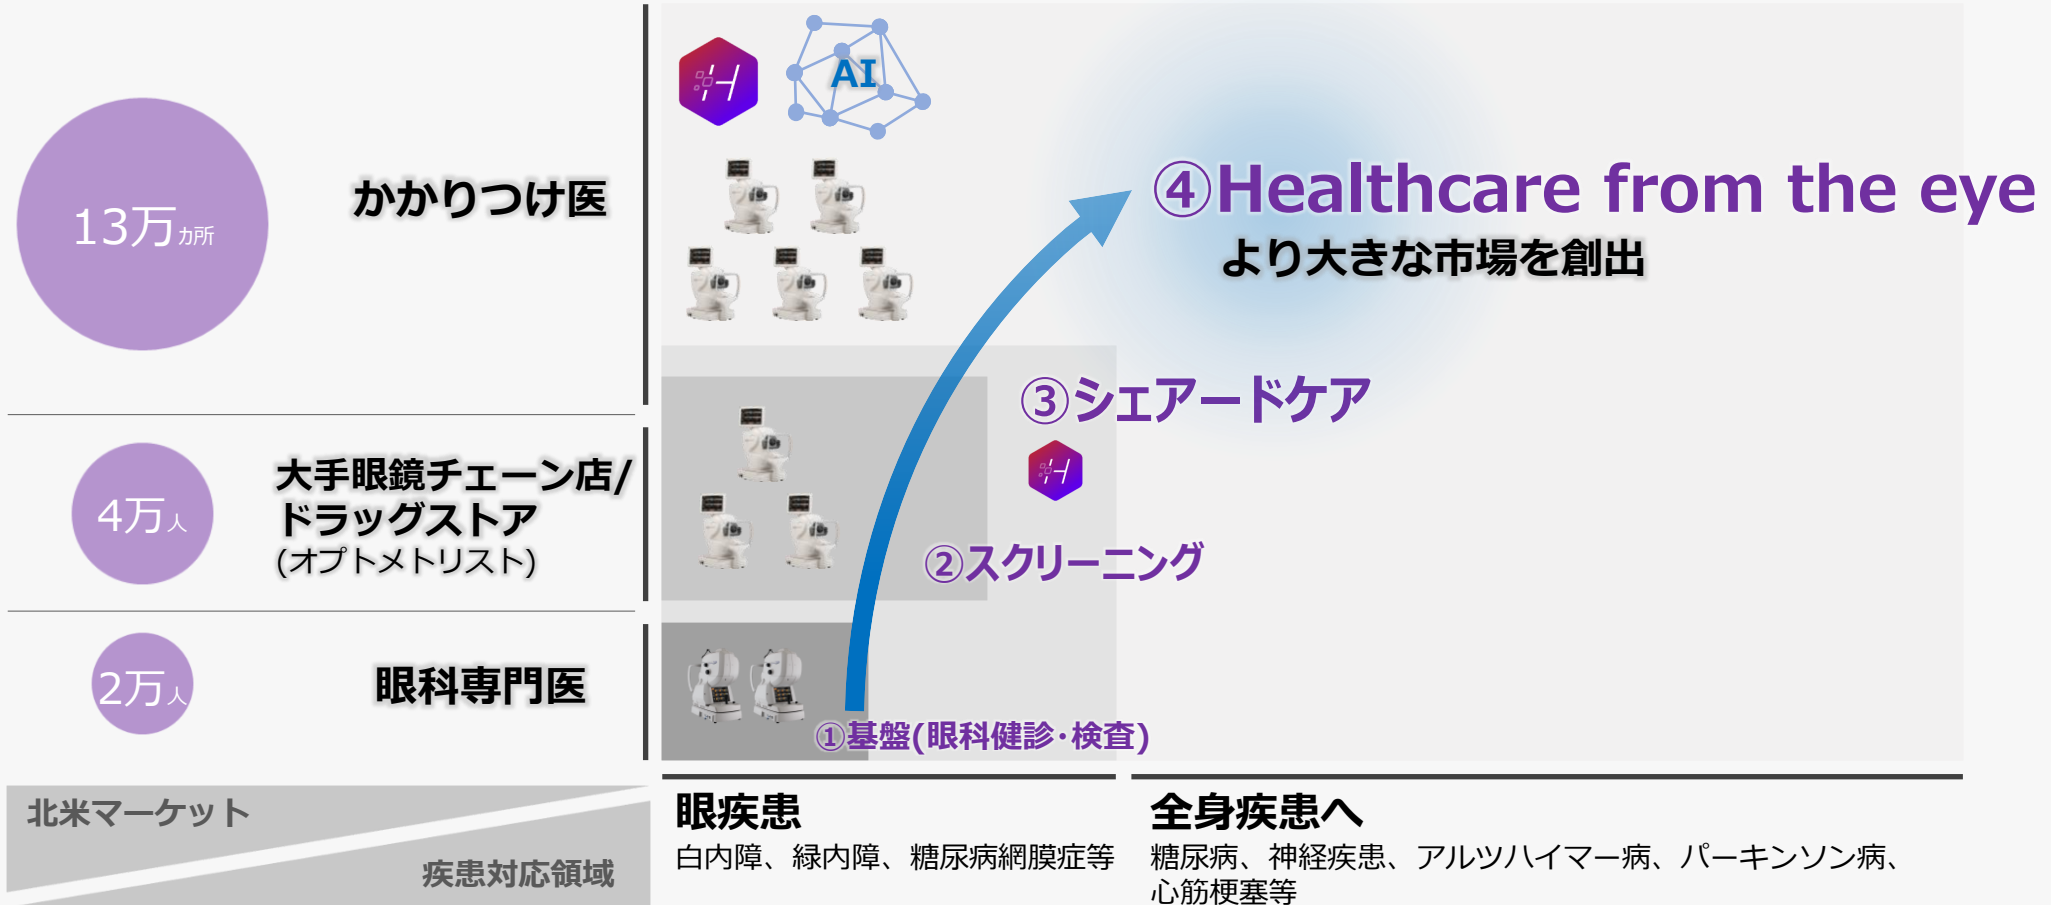 AI
13万カ所
かかりつけ医
④Healthcare from the eye
より大きな市場を創出
③シェアードケア
4万人
大手眼鏡チェーン店/
ドラッグストア
(オプトメトリスト)
②スクリーニング
2万人
眼科専門医
①基盤(眼科健診・検査)
北米マーケット
疾患対応領域
眼疾患
白内障、緑内障、糖尿病網膜症等
全身疾患へ
糖尿病、神経疾患、アルツハイマー病、パーキンソン病、
心筋梗塞等